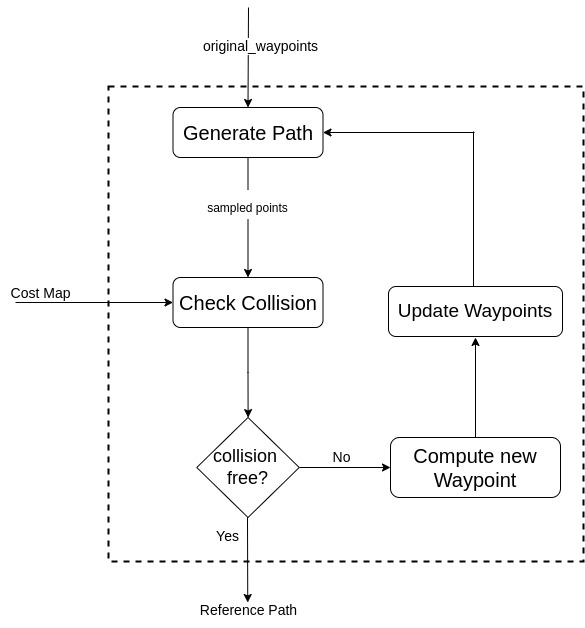 original_waypoints
Generate Path
sampled points
Cost Map
Check Collision
Update Waypoints
collision
free?
No
Compute new
Waypoint
Yes
Reference Path